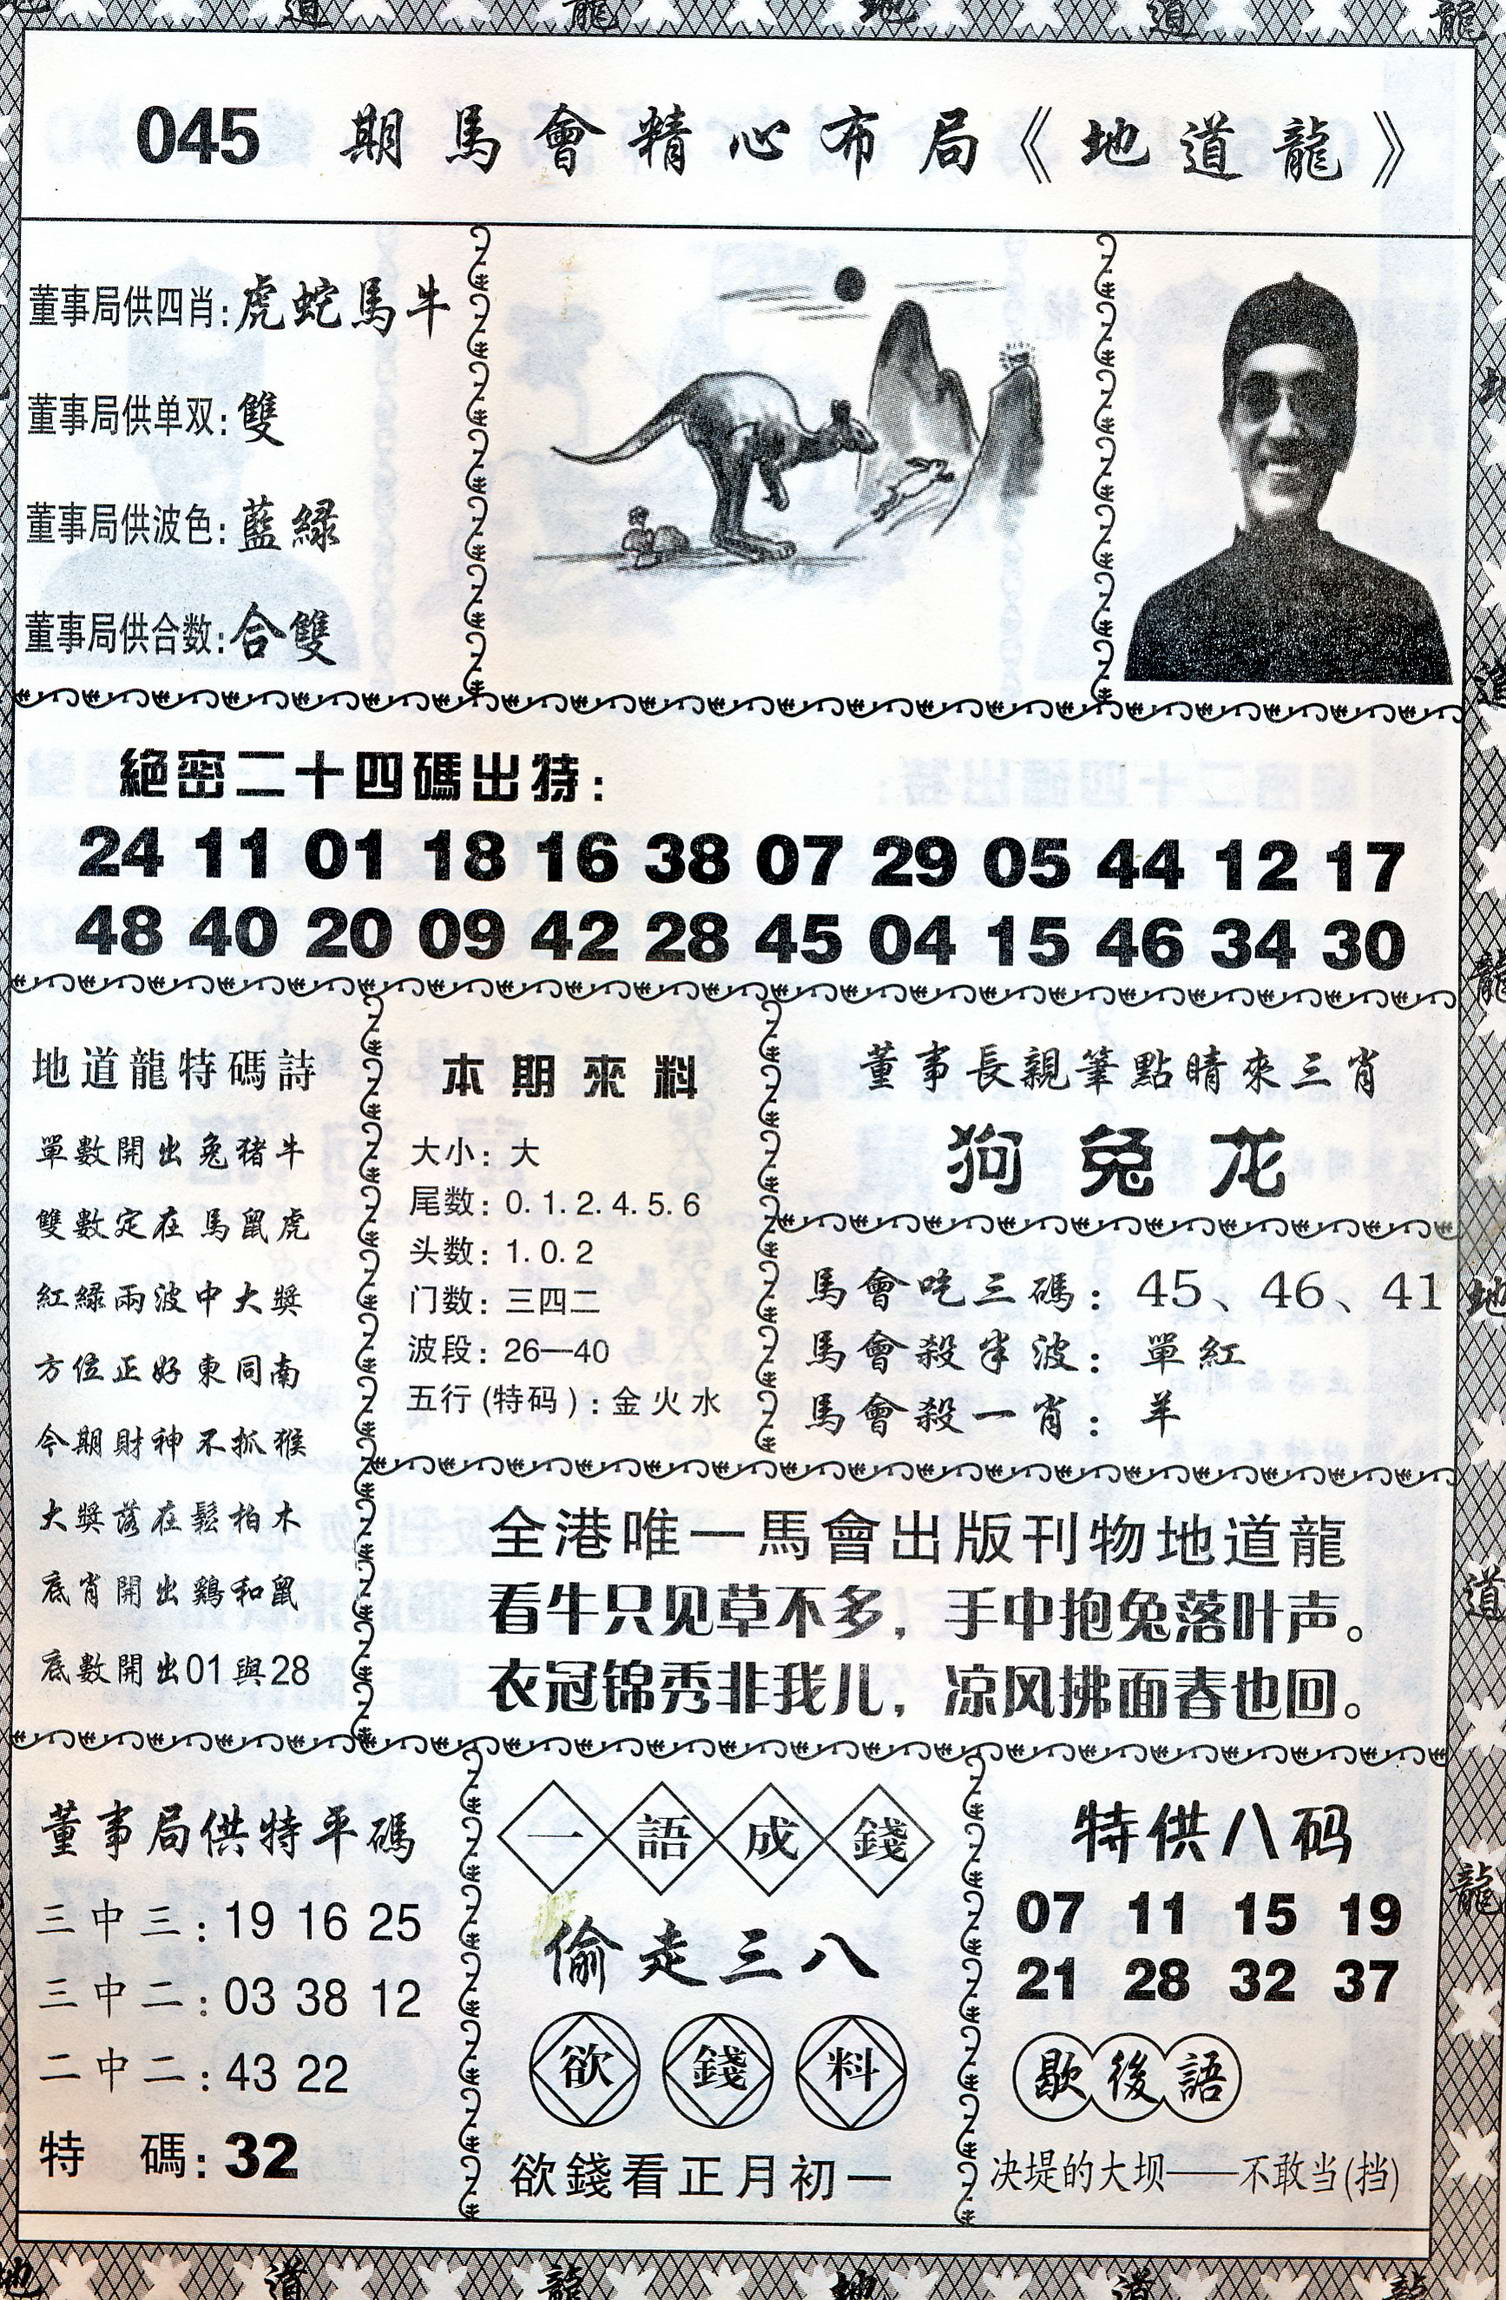 045 期馬會精心布局《地道龍》
董事局供四肖:虎蛇馬牛
董事局供单双:雙
董事局供波色:藍綠
董事局供合数:合雙
絕密二十四碼出特:
24 11 01 18 16 38 07 29 05 44 12 17
48 40 20 09 42 28 45 04 15 46 34 30
地道龍特碼詩
單數開出兔猪牛
雙數定在馬鼠虎
紅綠兩波中大獎
方位正好東同南
今期財神不抓猴
大獎落在鬆柏木
底肖開出鷄和鼠
底數開出01與28
本期來料
大小: 大
尾数: 0.1.2.4.5.6
头数: 1.0.2
门数: 三四二
波段: 26—40
五行(特码): 金火水
董事長親筆點睛來三肖
狗兔龙
馬會吃三碼: 45、46、41
馬會殺半波: 單紅
馬會殺一肖: 羊
全港唯一馬會出版刊物地道龍
看牛只见草不多，手中抱兔落叶声。
衣冠锦秀非我儿，凉风拂面春也回。
董事局供特平碼
三中三: 19 16 25
三中二: 03 38 12
二中二: 43 22
特碼: 32
一語成錢
偷走三八
欲錢料
欲錢看正月初一
特供八码
07 11 15 19
21 28 32 37
歇後語
决堤的大坝——不敢当(挡)